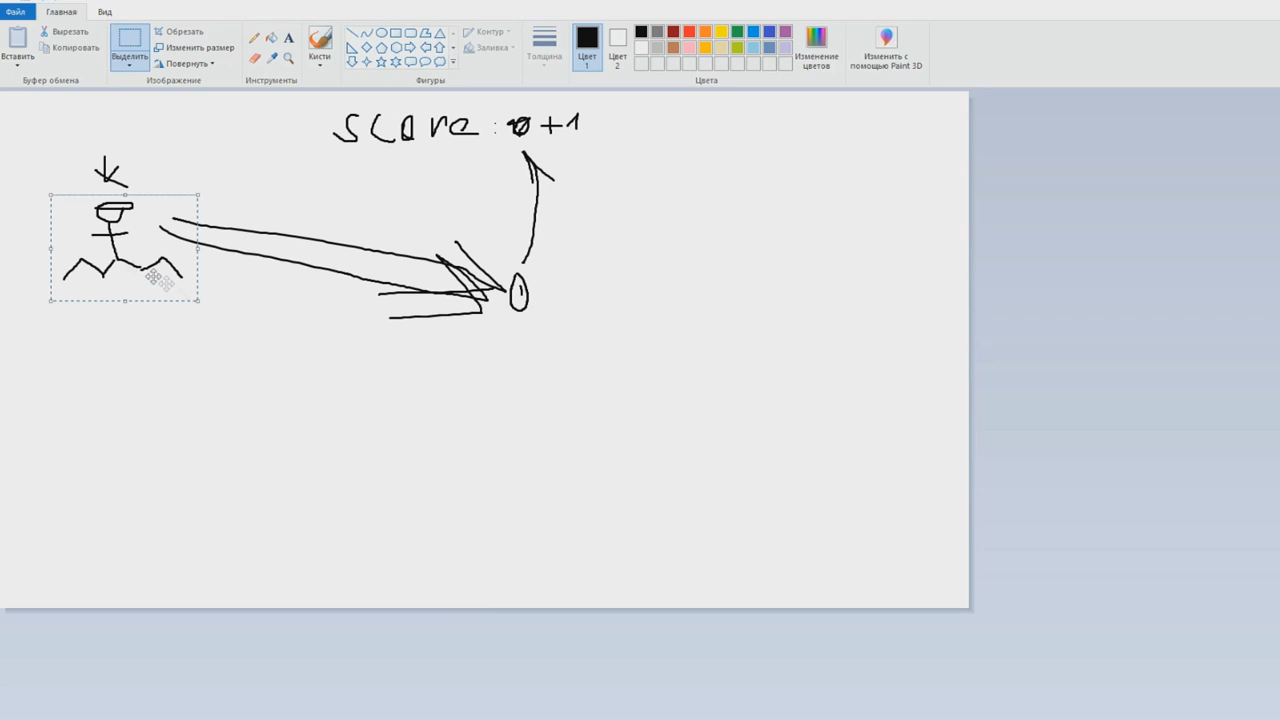 Файл Главная Вид
Вставить Вырезать Копировать Выделить Обрезать Изменить размер Повернуть A Кисти Контур Заливка Толщина Цвет 1 Цвет 2 Изменение цветов Изменить с помощью Paint 3D
Буфер обмена Изображение Инструменты Фигуры Цвета
score: 0+1